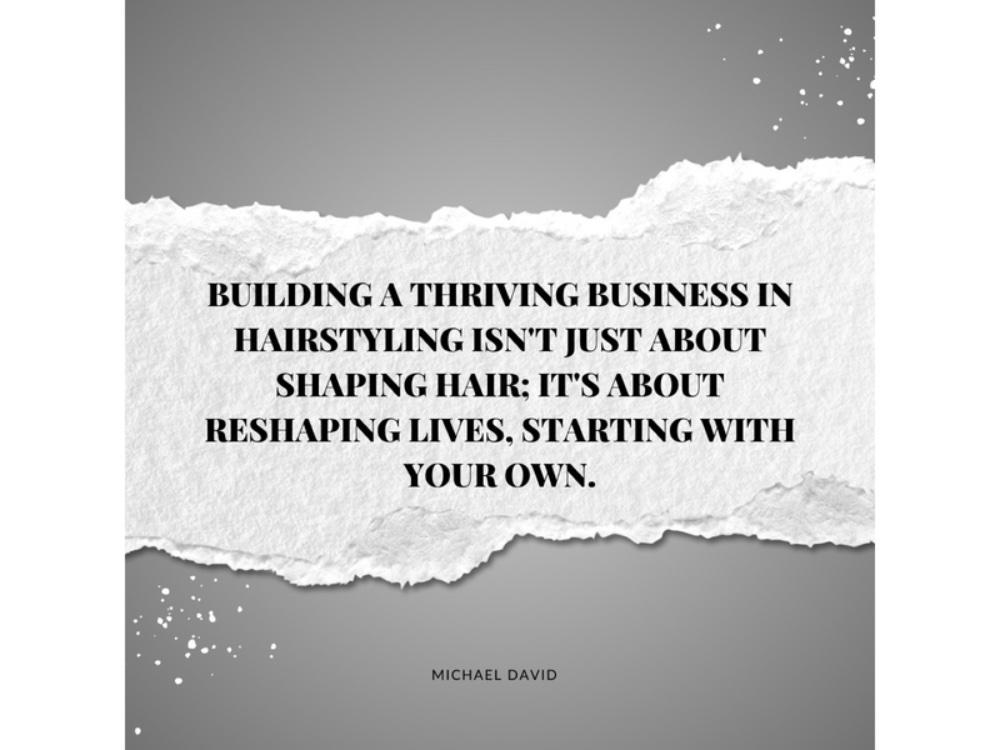 BUILDING A THRIVING BUSINESS IN
HAIRSTYLING ISN'T JUST ABOUT
SHAPING HAIR; IT'S ABOUT
RESHAPING LIVES, STARTING WITH
YOUR OWN.
MICHAEL DAVID